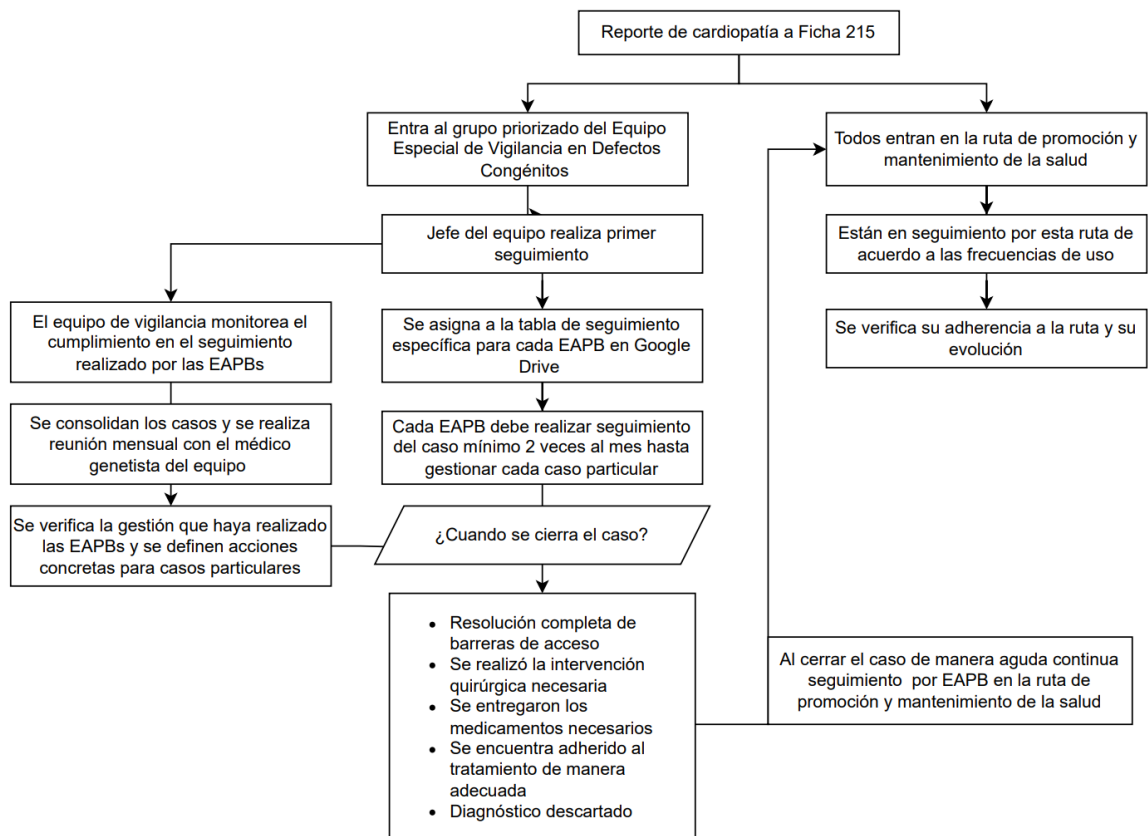 Reporte de cardiopatía a Ficha 215
Entra al grupo priorizado del Equipo
Especial de Vigilancia en Defectos
Congénitos
Todos entran en la ruta de promoción y
mantenimiento de la salud
Jefe del equipo realiza primer
seguimiento
Están en seguimiento por esta ruta de
acuerdo a las frecuencias de uso
El equipo de vigilancia monitorea el
cumplimiento en el seguimiento
realizado por las EAPBs
Se asigna a la tabla de seguimiento
específica para cada EAPB en Google
Drive
Se verifica su adherencia a la ruta y su
evolución
Se consolidan los casos y se realiza
reunión mensual con el médico
genetista del equipo
Cada EAPB debe realizar seguimiento
del caso mínimo 2 veces al mes hasta
gestionar cada caso particular
Se verifica la gestión que haya realizado
las EAPBs y se definen acciones
concretas para casos particulares
¿Cuando se cierra el caso?
• Resolución completa de
barreras de acceso
• Se realizó la intervención
quirúrgica necesaria
• Se entregaron los
medicamentos necesarios
• Se encuentra adherido al
tratamiento de manera
adecuada
• Diagnóstico descartado
Al cerrar el caso de manera aguda continua
seguimiento por EAPB en la ruta de
promoción y mantenimiento de la salud